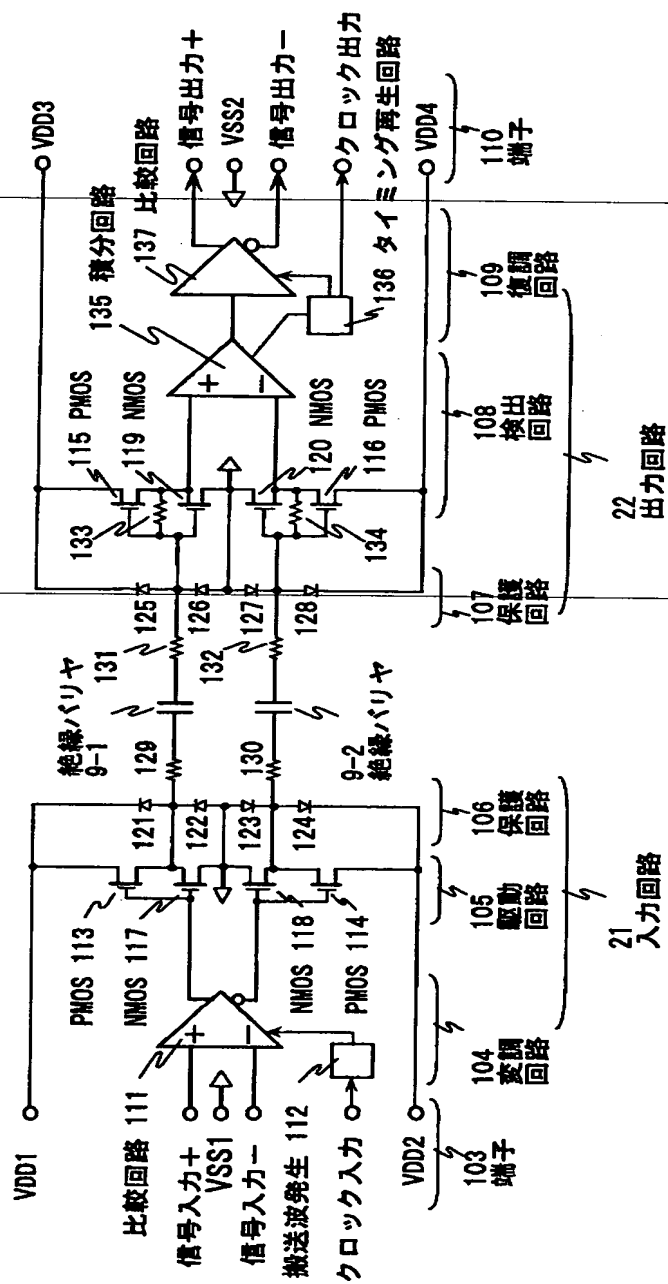 VDD1
比較回路 111
信号入力+
VSS1
信号入力−
搬送波発生 112
クロック入力
VDD2
103
端子
+
−
104
変調
回路
PMOS 113
NMOS 117
NMOS 118
PMOS 114
105
駆動
回路
121
122
123
124
106
保護
回路
21
入力回路
絶縁バリヤ
9-1
129
130
9-2
絶縁バリヤ
131
132
125
126
127
128
107
保護
回路
133
134
115 PMOS
119 NMOS
120 NMOS
116 PMOS
108
検出
回路
22
出力回路
+
−
135 積分回路
137 比較回路
136 タイミング再生回路
109
復調
回路
VDD3
信号出力+
VSS2
信号出力−
クロック出力
VDD4
110
端子